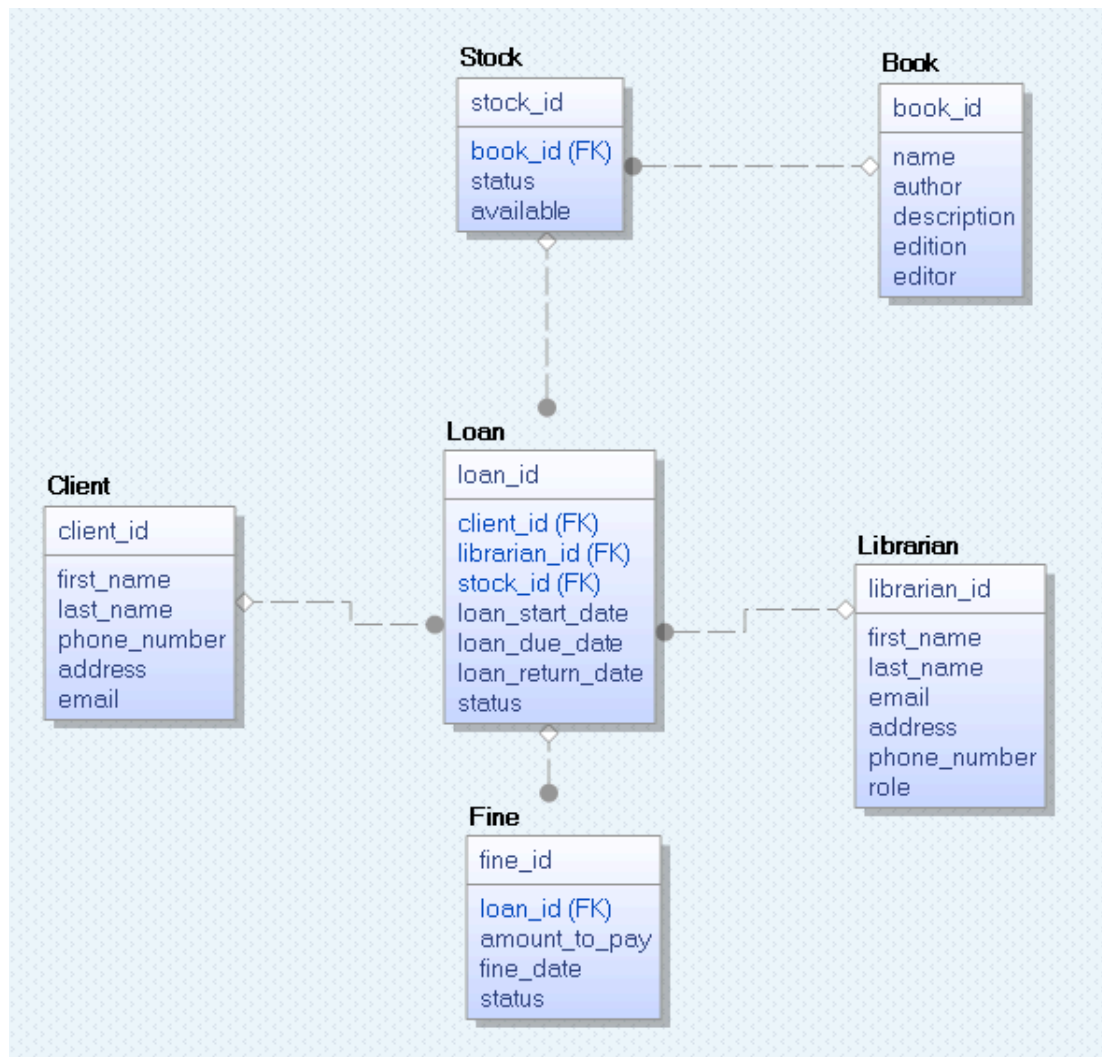 Stock
stock_id
book_id (FK)
status
available
Book
book_id
name
author
description
edition
editor
Loan
loan_id
client_id (FK)
librarian_id (FK)
stock_id (FK)
loan_start_date
loan_due_date
loan_return_date
status
Client
client_id
first_name
last_name
phone_number
address
email
Librarian
librarian_id
first_name
last_name
email
address
phone_number
role
Fine
fine_id
loan_id (FK)
amount_to_pay
fine_date
status